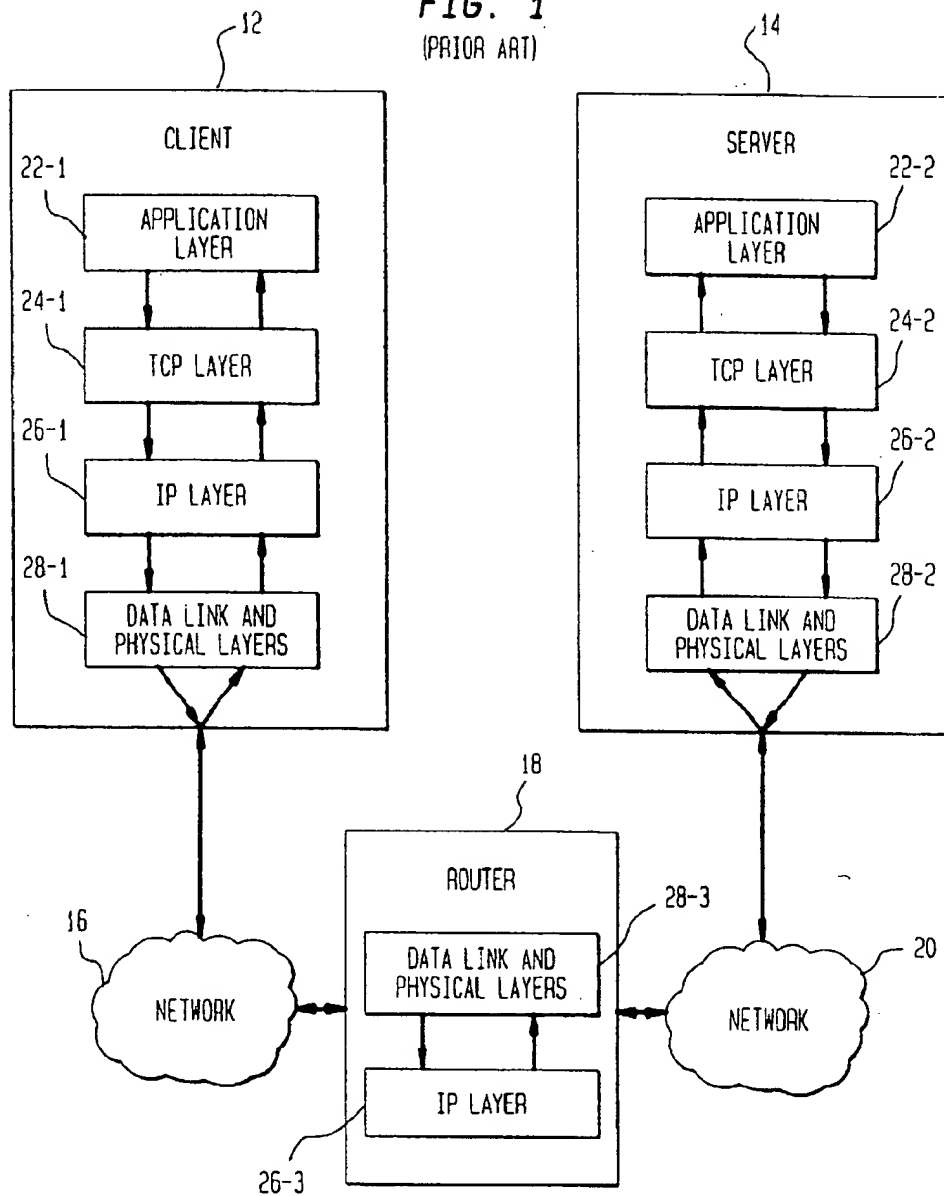 FIG. 1
(PRIOR ART)
12
14
CLIENT
22-1
APPLICATION
LAYER
24-1
TCP LAYER
26-1
IP LAYER
28-1
DATA LINK AND
PHYSICAL LAYERS
SERVER
22-2
APPLICATION
LAYER
24-2
TCP LAYER
26-2
IP LAYER
28-2
DATA LINK AND
PHYSICAL LAYERS
18
ROUTER
28-3
DATA LINK AND
PHYSICAL LAYERS
IP LAYER
26-3
16
NETWORK
20
NETWORK